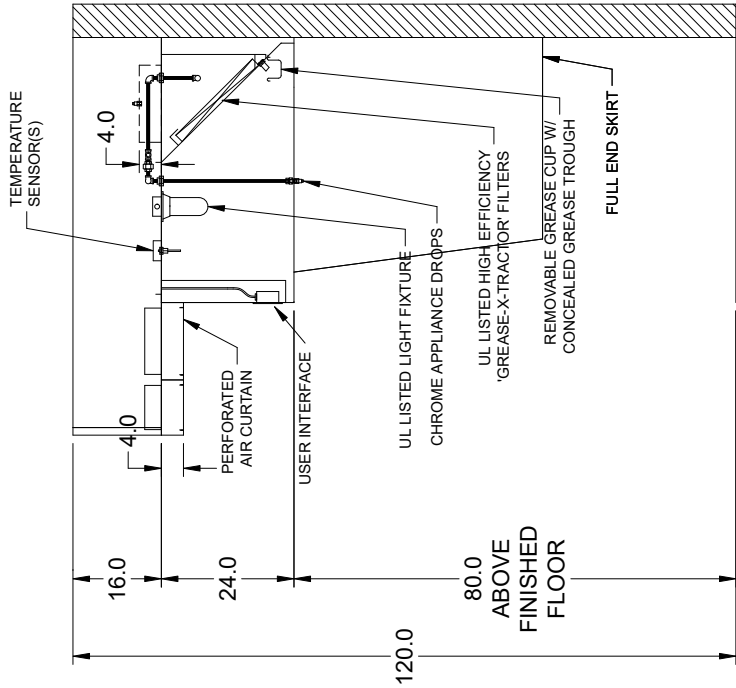 TEMPERATURE
SENSOR(S)
4.0
4.0
PERFORATED
AIR CURTAIN
USER INTERFACE
UL LISTED LIGHT FIXTURE
CHROME APPLIANCE DROPS
UL LISTED HIGH EFFICIENCY
'GREASE-X-TRACTOR' FILTERS
REMOVABLE GREASE CUP W/
CONCEALED GREASE TROUGH
FULL END SKIRT
16.0
24.0
80.0
ABOVE
FINISHED
FLOOR
120.0